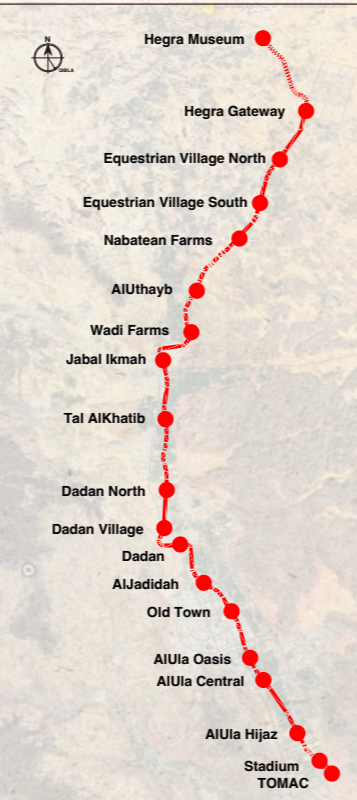 N
QIBLA
Hegra Museum
Hegra Gateway
Equestrian Village North
Equestrian Village South
Nabatean Farms
AlUthayb
Wadi Farms
Jabal Ikmah
Tal AlKhatib
Dadan North
Dadan Village
Dadan
AlJadidah
Old Town
AlUla Oasis
AlUla Central
AlUla Hijaz
Stadium
TOMAC